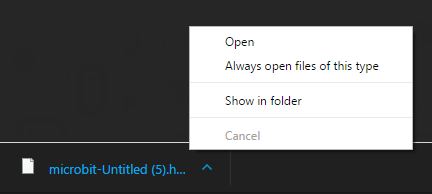 Open
Always open files of this type
Show in folder
Cancel
microbit-Untitled (5).h...